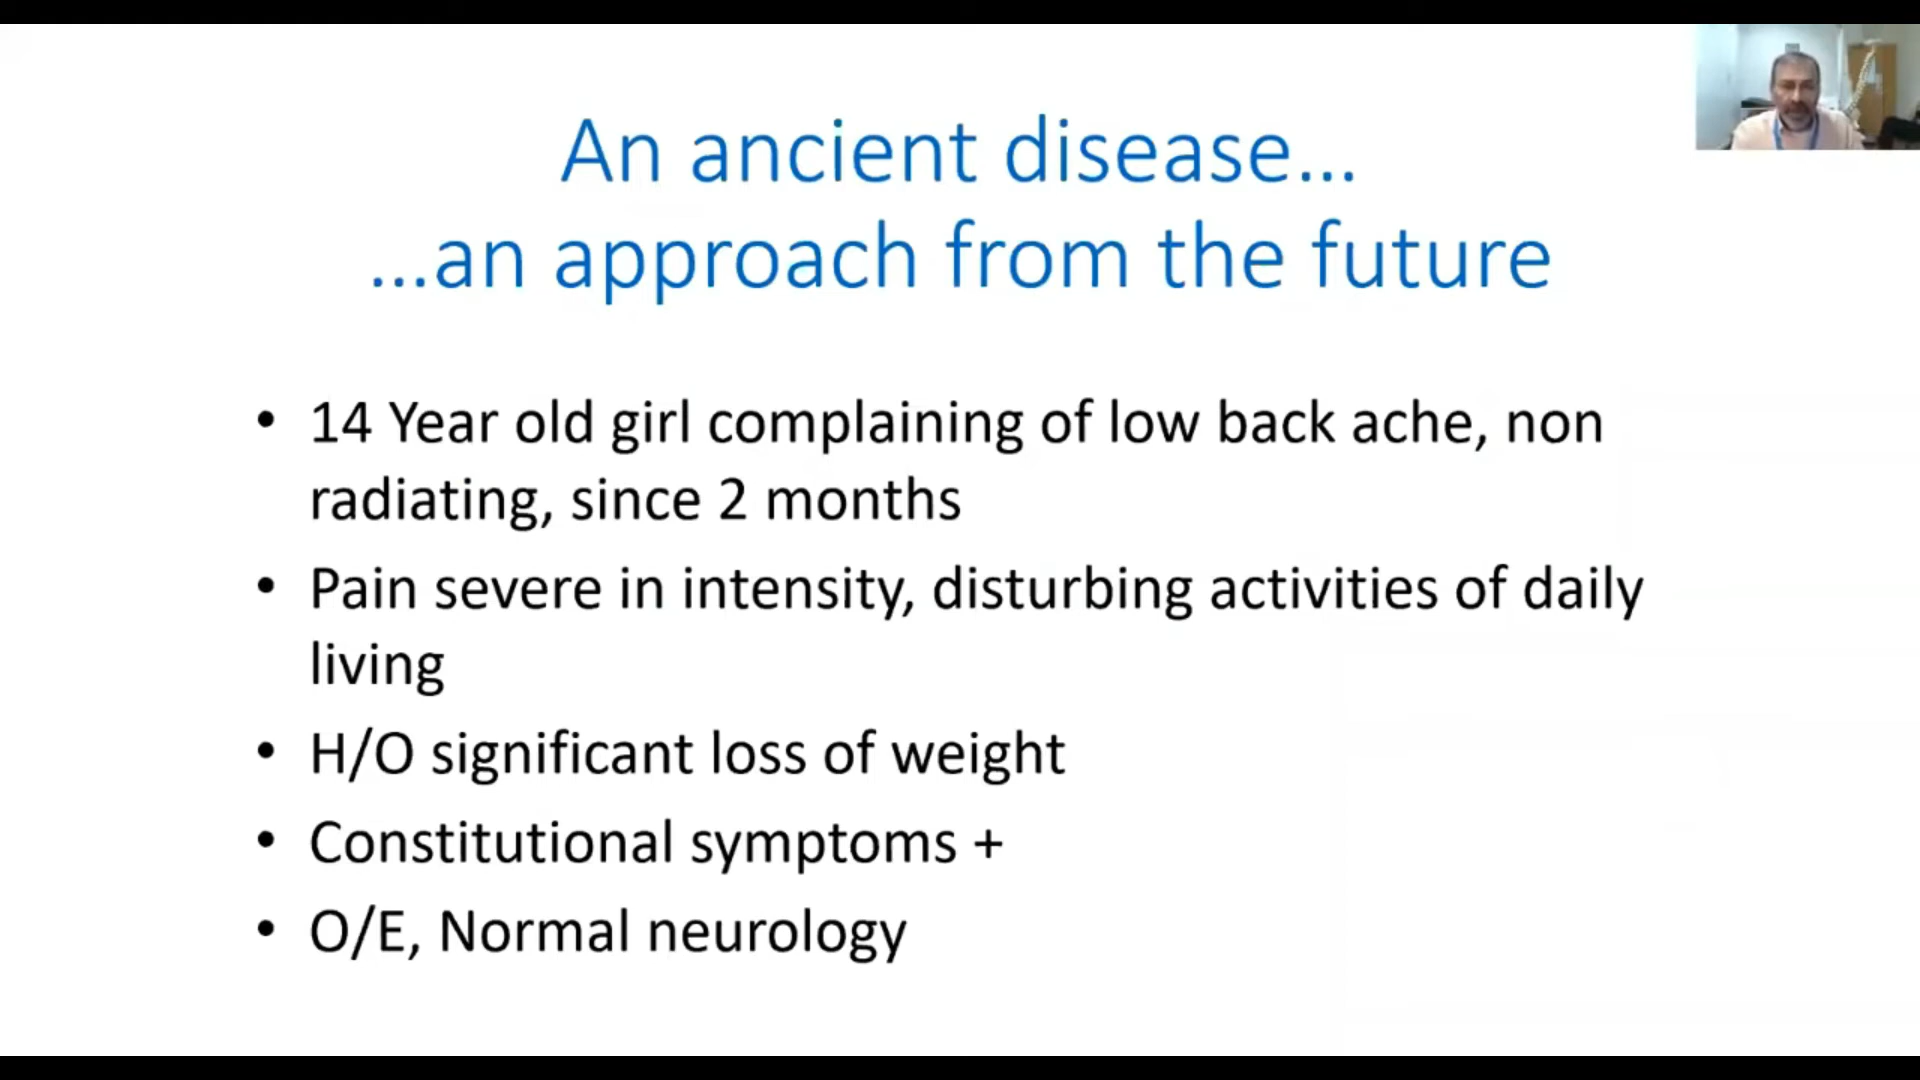 An ancient disease...
...an approach from the future
• 14 Year old girl complaining of low back ache, non
radiating, since 2 months
• Pain severe in intensity, disturbing activities of daily
living
• H/O significant loss of weight
• Constitutional symptoms +
• O/E, Normal neurology